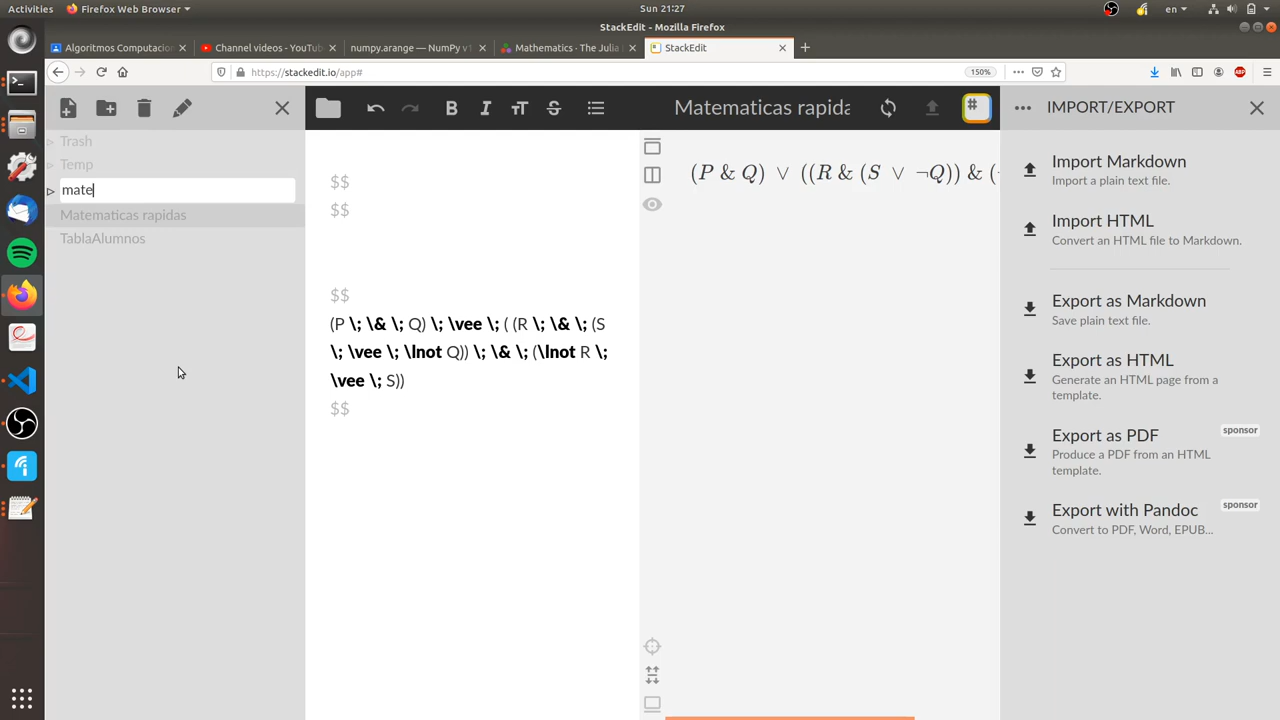 Activities
Firefox Web Browser
Sun 21:27
en
StackEdit - Mozilla Firefox
Algoritmos Computacion
Channel videos - YouTu
numpy.arange — NumPy v1
Mathematics · The Julia
StackEdit
https://stackedit.io/app#
150%
ABP
Matematicas rapida
IMPORT/EXPORT
Trash
Temp
mate
Matematicas rapidas
TablaAlumnos
$$
$$
$$
(P \; \& \; Q) \; \vee \; ( (R \; \& \; (S
\; \vee \; \lnot Q)) \; \& \; (\lnot R \;
\vee \; S))
$$
(P & Q) ∨ ((R & (S ∨ ¬Q)) & (
Import Markdown
Import a plain text file.
Import HTML
Convert an HTML file to Markdown.
Export as Markdown
Save plain text file.
Export as HTML
Generate an HTML page from a
template.
Export as PDF
sponsor
Produce a PDF from an HTML
template.
Export with Pandoc
sponsor
Convert to PDF, Word, EPUB...